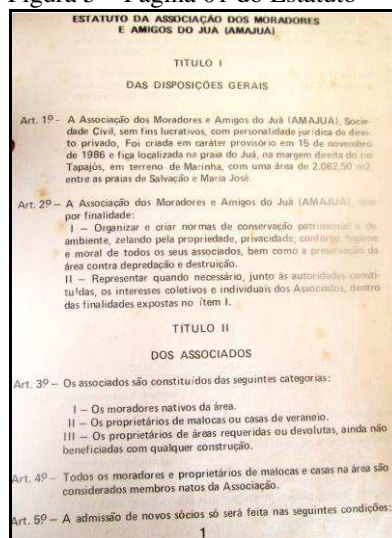 Figura 3 – Página 01 do Estatuto
ESTATUTO DA ASSOCIAÇÃO DOS MORADORES
E AMIGOS DO JUÁ (AMAJUÁ)
TITULO I
DAS DISPOSIÇÕES GERAIS
Art. 1º – A Associação dos Moradores e Amigos do Juá (AMAJUÁ), Socie-
dade Civil, sem fins lucrativos, com personalidade jurídica de direi-
to privado, Foi criada em caráter provisório em 15 de novembro
de 1986 e fica localizada na praia do Juá, na margem direita do rio
Tapajós, em terreno de Marinha, com uma área de 2.062,50 m2,
entre as praias de Salvação e Maria José.
Art. 2º – A Associação dos Moradores e Amigos do Juá (AMAJUÁ), tem
por finalidade:
I – Organizar e criar normas de conservação patrimonial e do
ambiente, zelando pela propriedade, privacidade, conforto, higiene
e moral de todos os seus associados, bem como a preservação da
área contra depredação e destruição.
II – Representar quando necessário, junto às autoridades consti-
tuídas, os interesses coletivos e individuais dos Associados, dentro
das finalidades expostas no ítem I.
TITULO II
DOS ASSOCIADOS
Art. 3º – Os associados são constituídos das seguintes categorias:
I – Os moradores nativos da área.
II – Os proprietários de malocas ou casas de veraneio.
III – Os proprietários de áreas requeridas ou devolutas, ainda não
beneficiadas com qualquer construção.
Art. 4º – Todos os moradores e proprietários de malocas e casas na área são
considerados membros natos da Associação.
Art. 5º – A admissão de novos sócios só será feita nas seguintes condições:
1